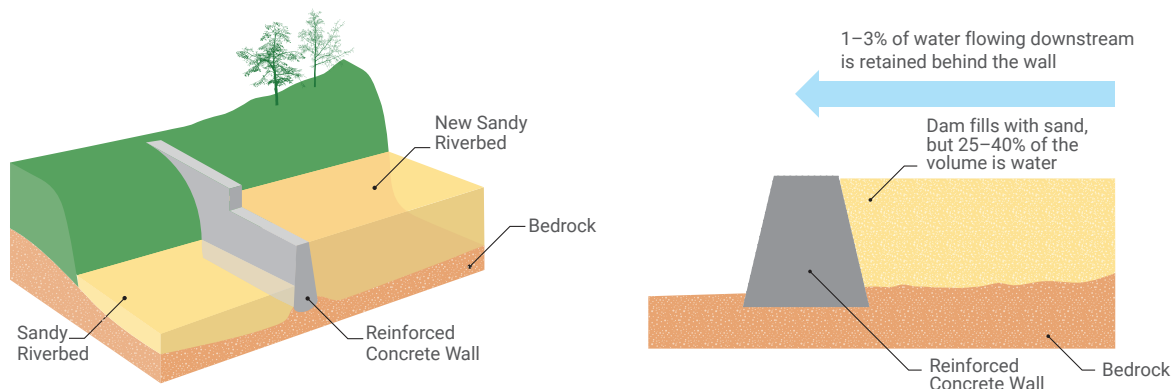 New Sandy
Riverbed
Bedrock
Sandy
Riverbed
Reinforced
Concrete Wall
1–3% of water flowing downstream
is retained behind the wall
Dam fills with sand,
but 25–40% of the
volume is water
Reinforced
Concrete Wall
Bedrock